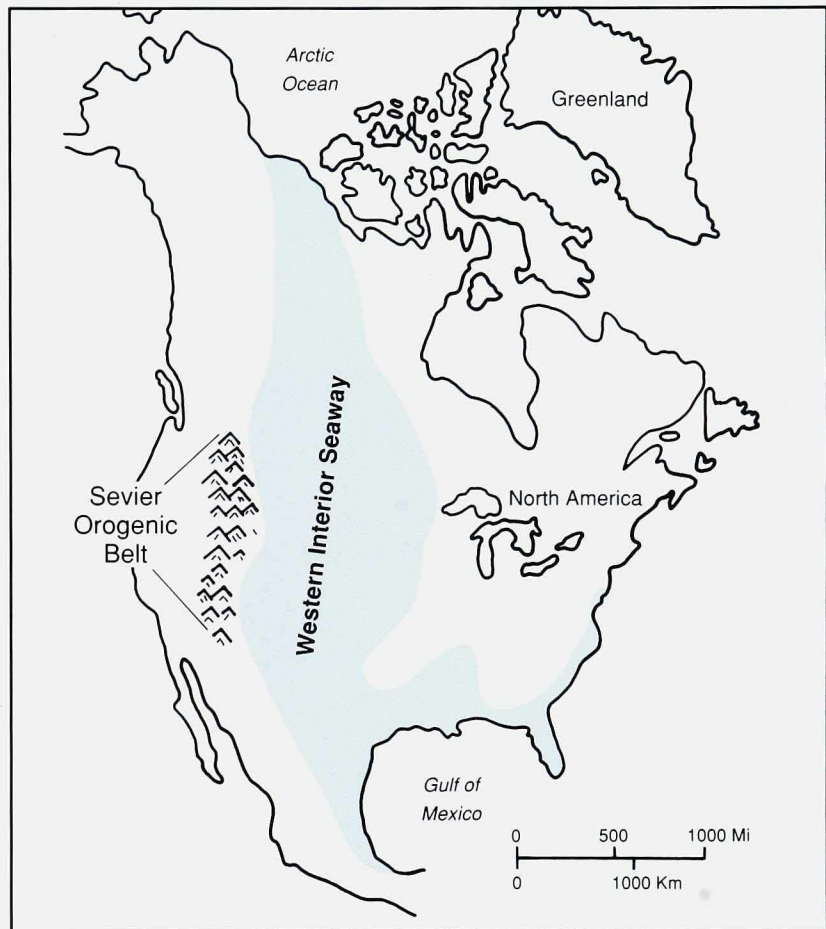 Arctic
Ocean
Greenland
Western Interior Seaway
Sevier
Orogenic
Belt
North America
Gulf of
Mexico
0 500 1000 Mi
0 1000 Km